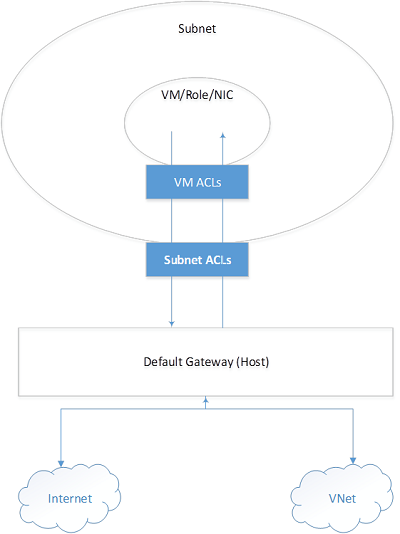 Subnet
VM/Role/NIC
VM ACLs
Subnet ACLs
Default Gateway (Host)
Internet
VNet